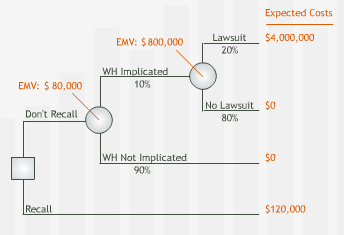 Expected Costs
Lawsuit
$4,000,000
20%
EMV: $800,000
WH Implicated
10%
EMV: $ 80,000
No Lawsuit
$0
80%
Don't Recall
WH Not Implicated
$0
90%
Recall
$120,000